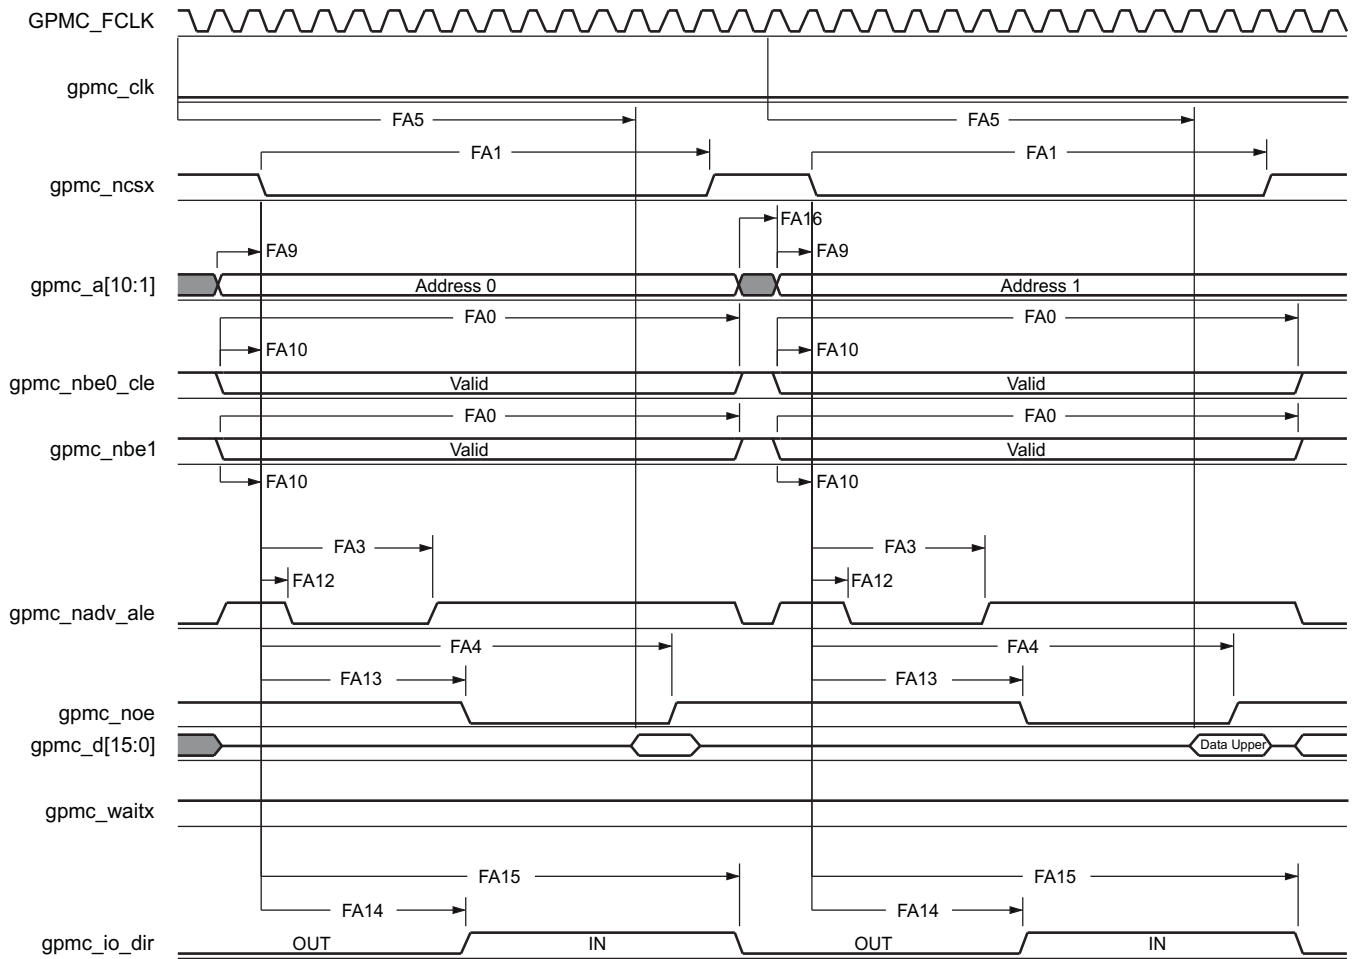 GPMC_FCLK
gpmc_clk
FA5 FA5
FA1 FA1
gpmc_ncsx
FA16
FA9 FA9
gpmc_a[10:1] Address 0 Address 1
FA0 FA0
FA10 FA10
gpmc_nbe0_cle Valid Valid
FA0 FA0
gpmc_nbe1 Valid Valid
FA10 FA10
FA3 FA3
FA12 FA12
gpmc_nadv_ale
FA4 FA4
FA13 FA13
gpmc_noe
gpmc_d[15:0] Data Upper
gpmc_waitx
FA15 FA15
FA14 FA14
gpmc_io_dir OUT IN OUT IN